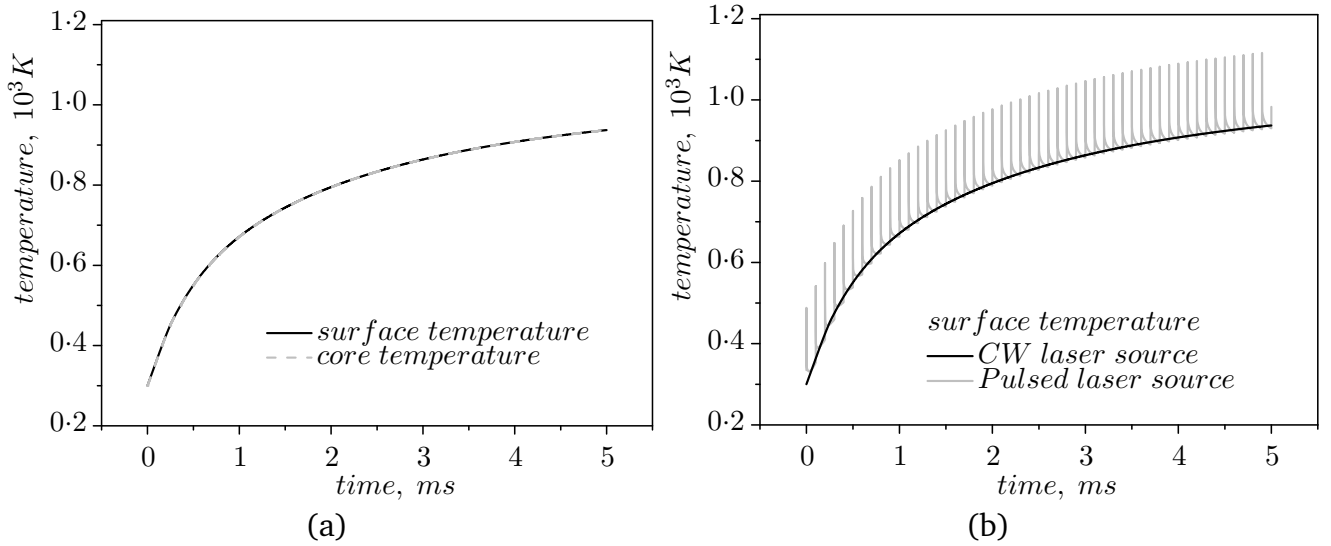 1·2
1·0
0·8
0·6
0·4
0·2
temperature, 10³K
surface temperature
core temperature
0 1 2 3 4 5
time, ms
(a)
1·2
1·0
0·8
0·6
0·4
0·2
temperature, 10³K
surface temperature
CW laser source
Pulsed laser source
0 1 2 3 4 5
time, ms
(b)